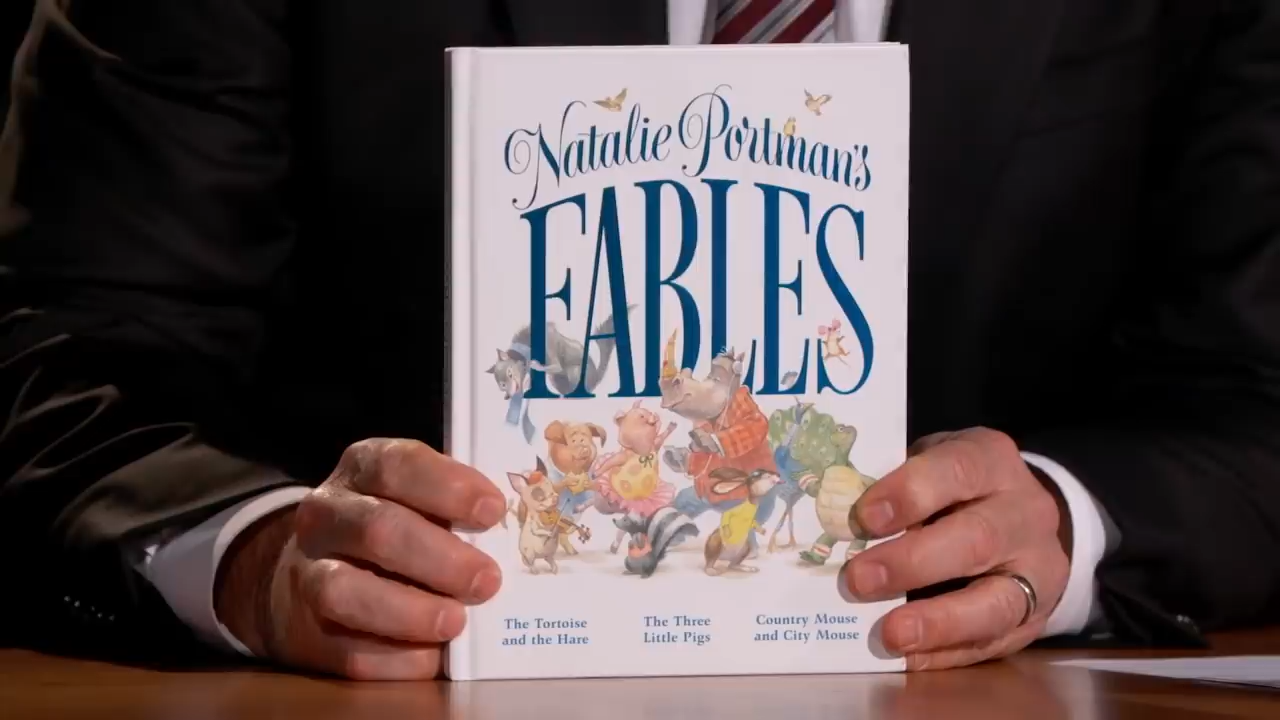 Natalie Portman's
FABLES
The Tortoise
and the Hare
The Three
Little Pigs
Country Mouse
and City Mouse